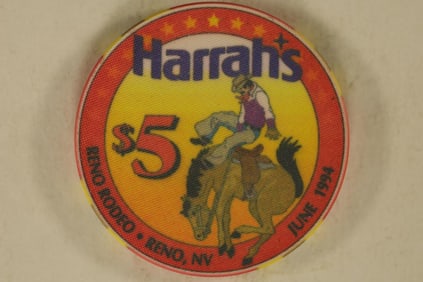 Harrah's
$5
RENO RODEO • RENO, NV
JUNE 1994